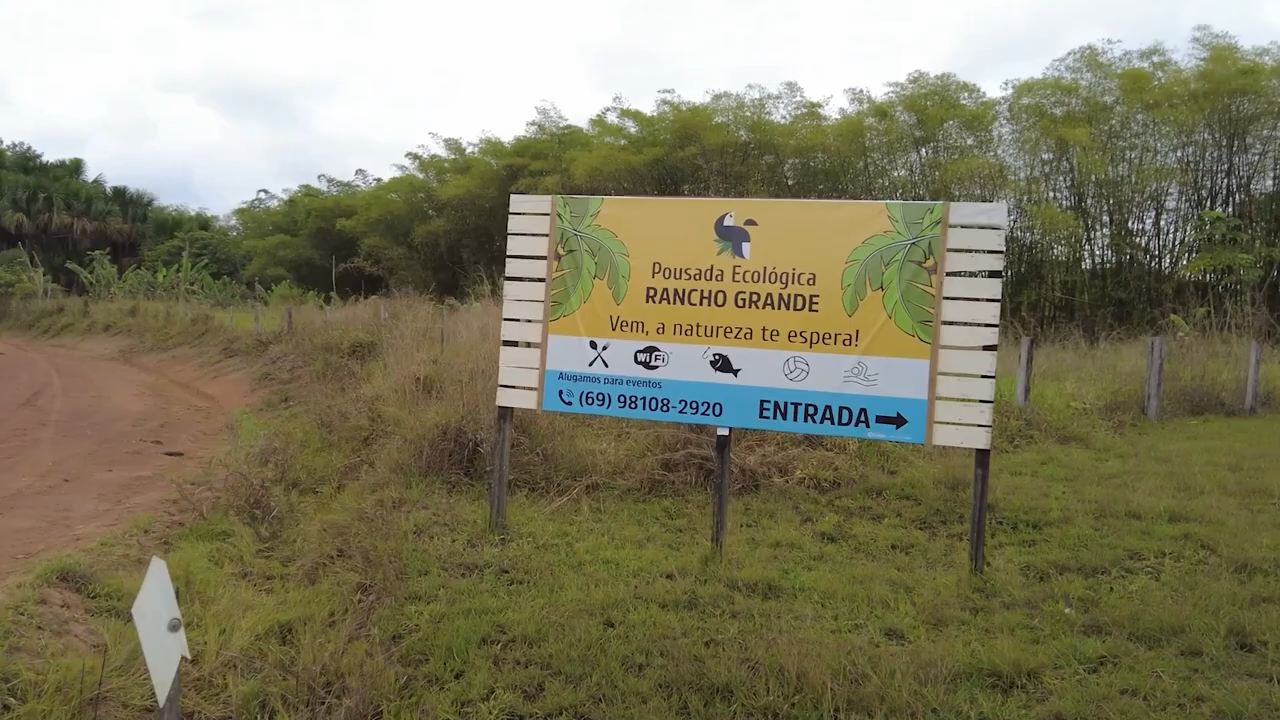 Pousada Ecológica
RANCHO GRANDE
Vem, a natureza te espera!
WiFi
Alugamos para eventos
(69) 98108-2920
ENTRADA